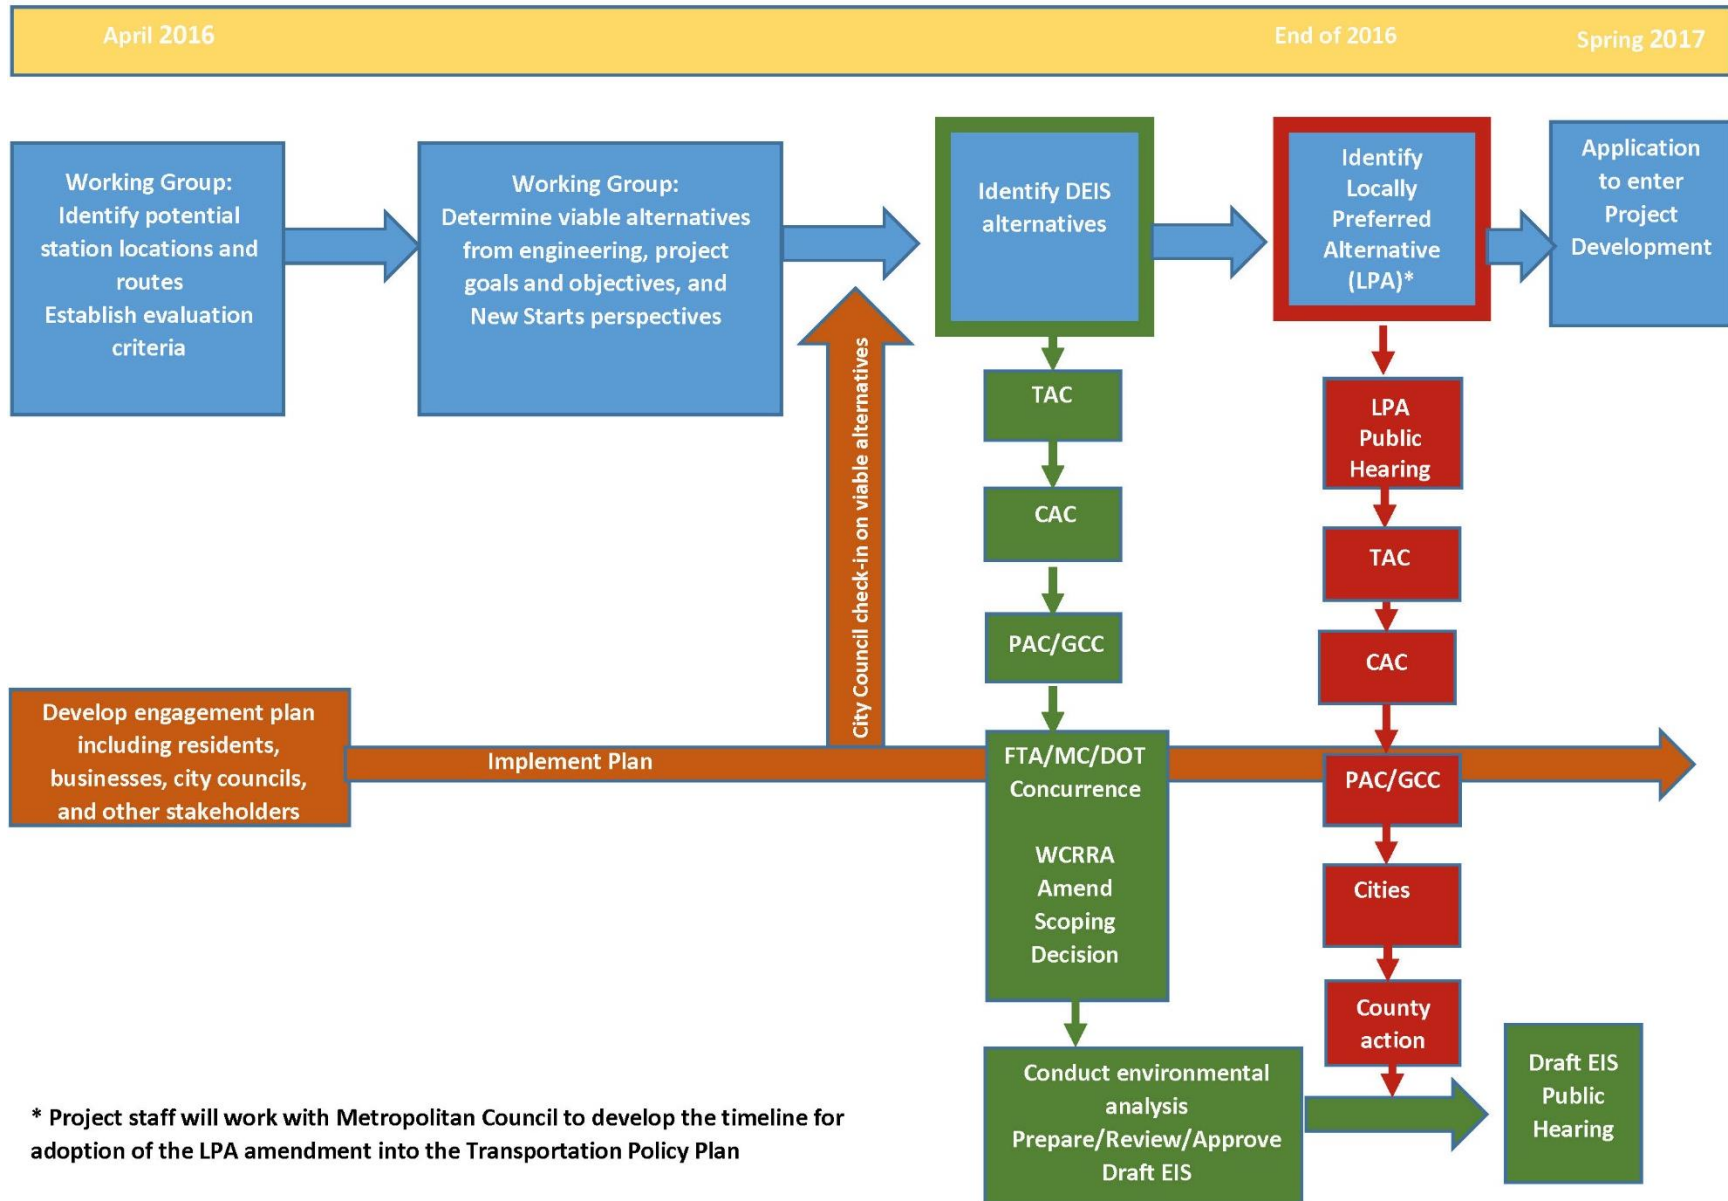 April 2016
End of 2016
Spring 2017
Working Group:
Identify potential
station locations and
routes
Establish evaluation
criteria
Working Group:
Determine viable alternatives
from engineering, project
goals and objectives, and
New Starts perspectives
Identify DEIS
alternatives
Identify
Locally
Preferred
Alternative
(LPA)*
Application
to enter
Project
Development
City Council check-in on viable alternatives
TAC
CAC
PAC/GCC
FTA/MC/DOT
Concurrence
WCRRA
Amend
Scoping
Decision
Conduct environmental
analysis
Prepare/Review/Approve
Draft EIS
LPA
Public
Hearing
TAC
CAC
PAC/GCC
Cities
County
action
Draft EIS
Public
Hearing
Develop engagement plan
including residents,
businesses, city councils,
and other stakeholders
Implement Plan
* Project staff will work with Metropolitan Council to develop the timeline for
adoption of the LPA amendment into the Transportation Policy Plan